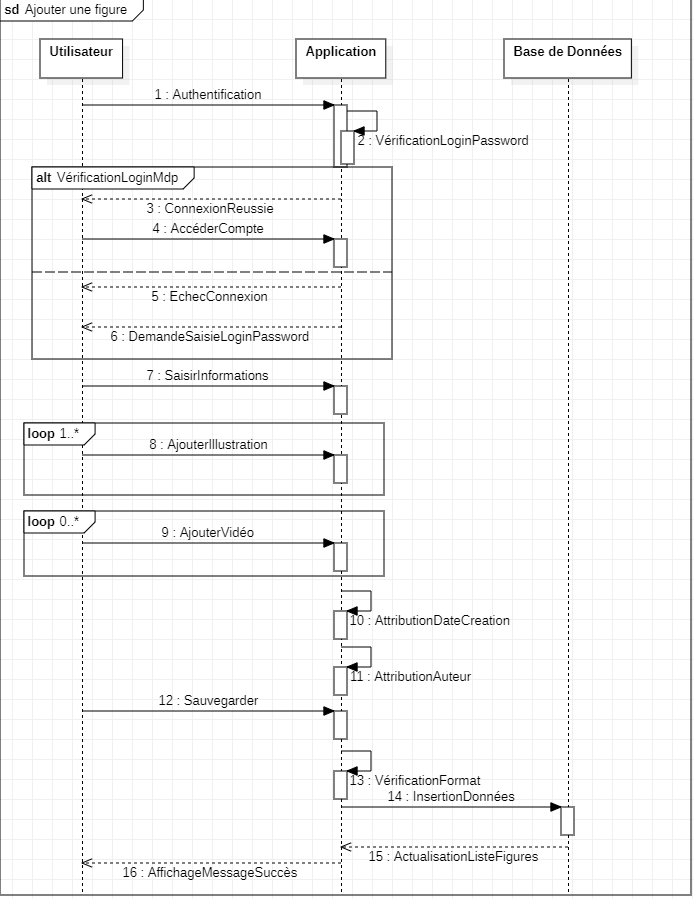 sd Ajouter une figure
Utilisateur
Application
Base de Données
1 : Authentification
2 : VérificationLoginPassword
alt VérificationLoginMdp
3 : ConnexionReussie
4 : AccéderCompte
5 : EchecConnexion
6 : DemandeSaisieLoginPassword
7 : SaisirInformations
loop 1..*
8 : AjouterIllustration
loop 0..*
9 : AjouterVidéo
10 : AttributionDateCreation
11 : AttributionAuteur
12 : Sauvegarder
13 : VérificationFormat
14 : InsertionDonnées
15 : ActualisationListeFigures
16 : AffichageMessageSuccès